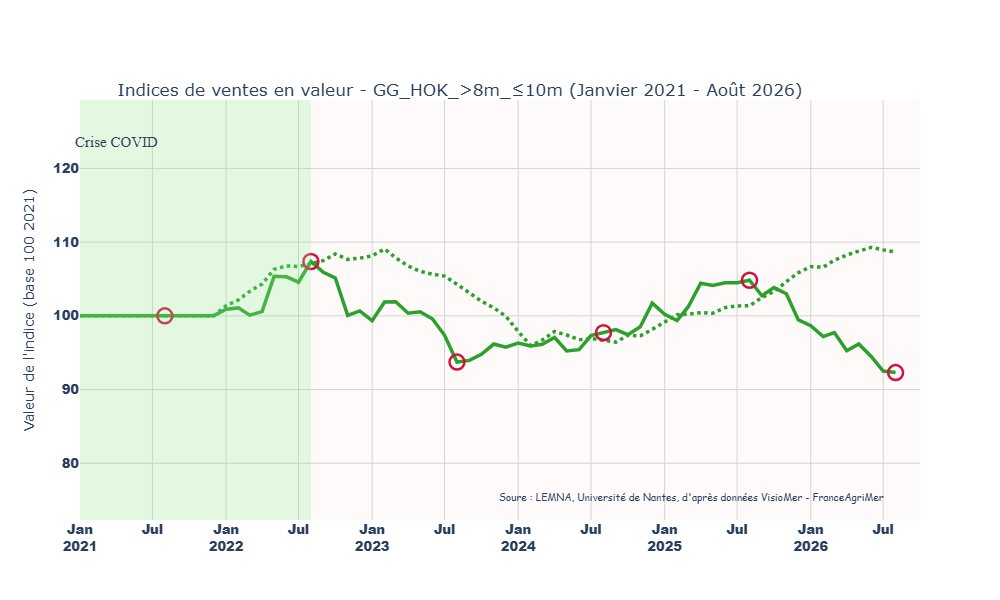 Indices de ventes en valeur - GG_HOK_>8m_≤10m (Janvier 2021 - Août 2026)
Crise COVID
Valeur de l'indice (base 100 2021)
120
110
100
90
80
Soure : LEMNA, Université de Nantes, d'après données VisioMer - FranceAgriMer
Jan Jul Jan Jul Jan Jul Jan Jul Jan Jul Jan Jul
2021 2022 2023 2024 2025 2026